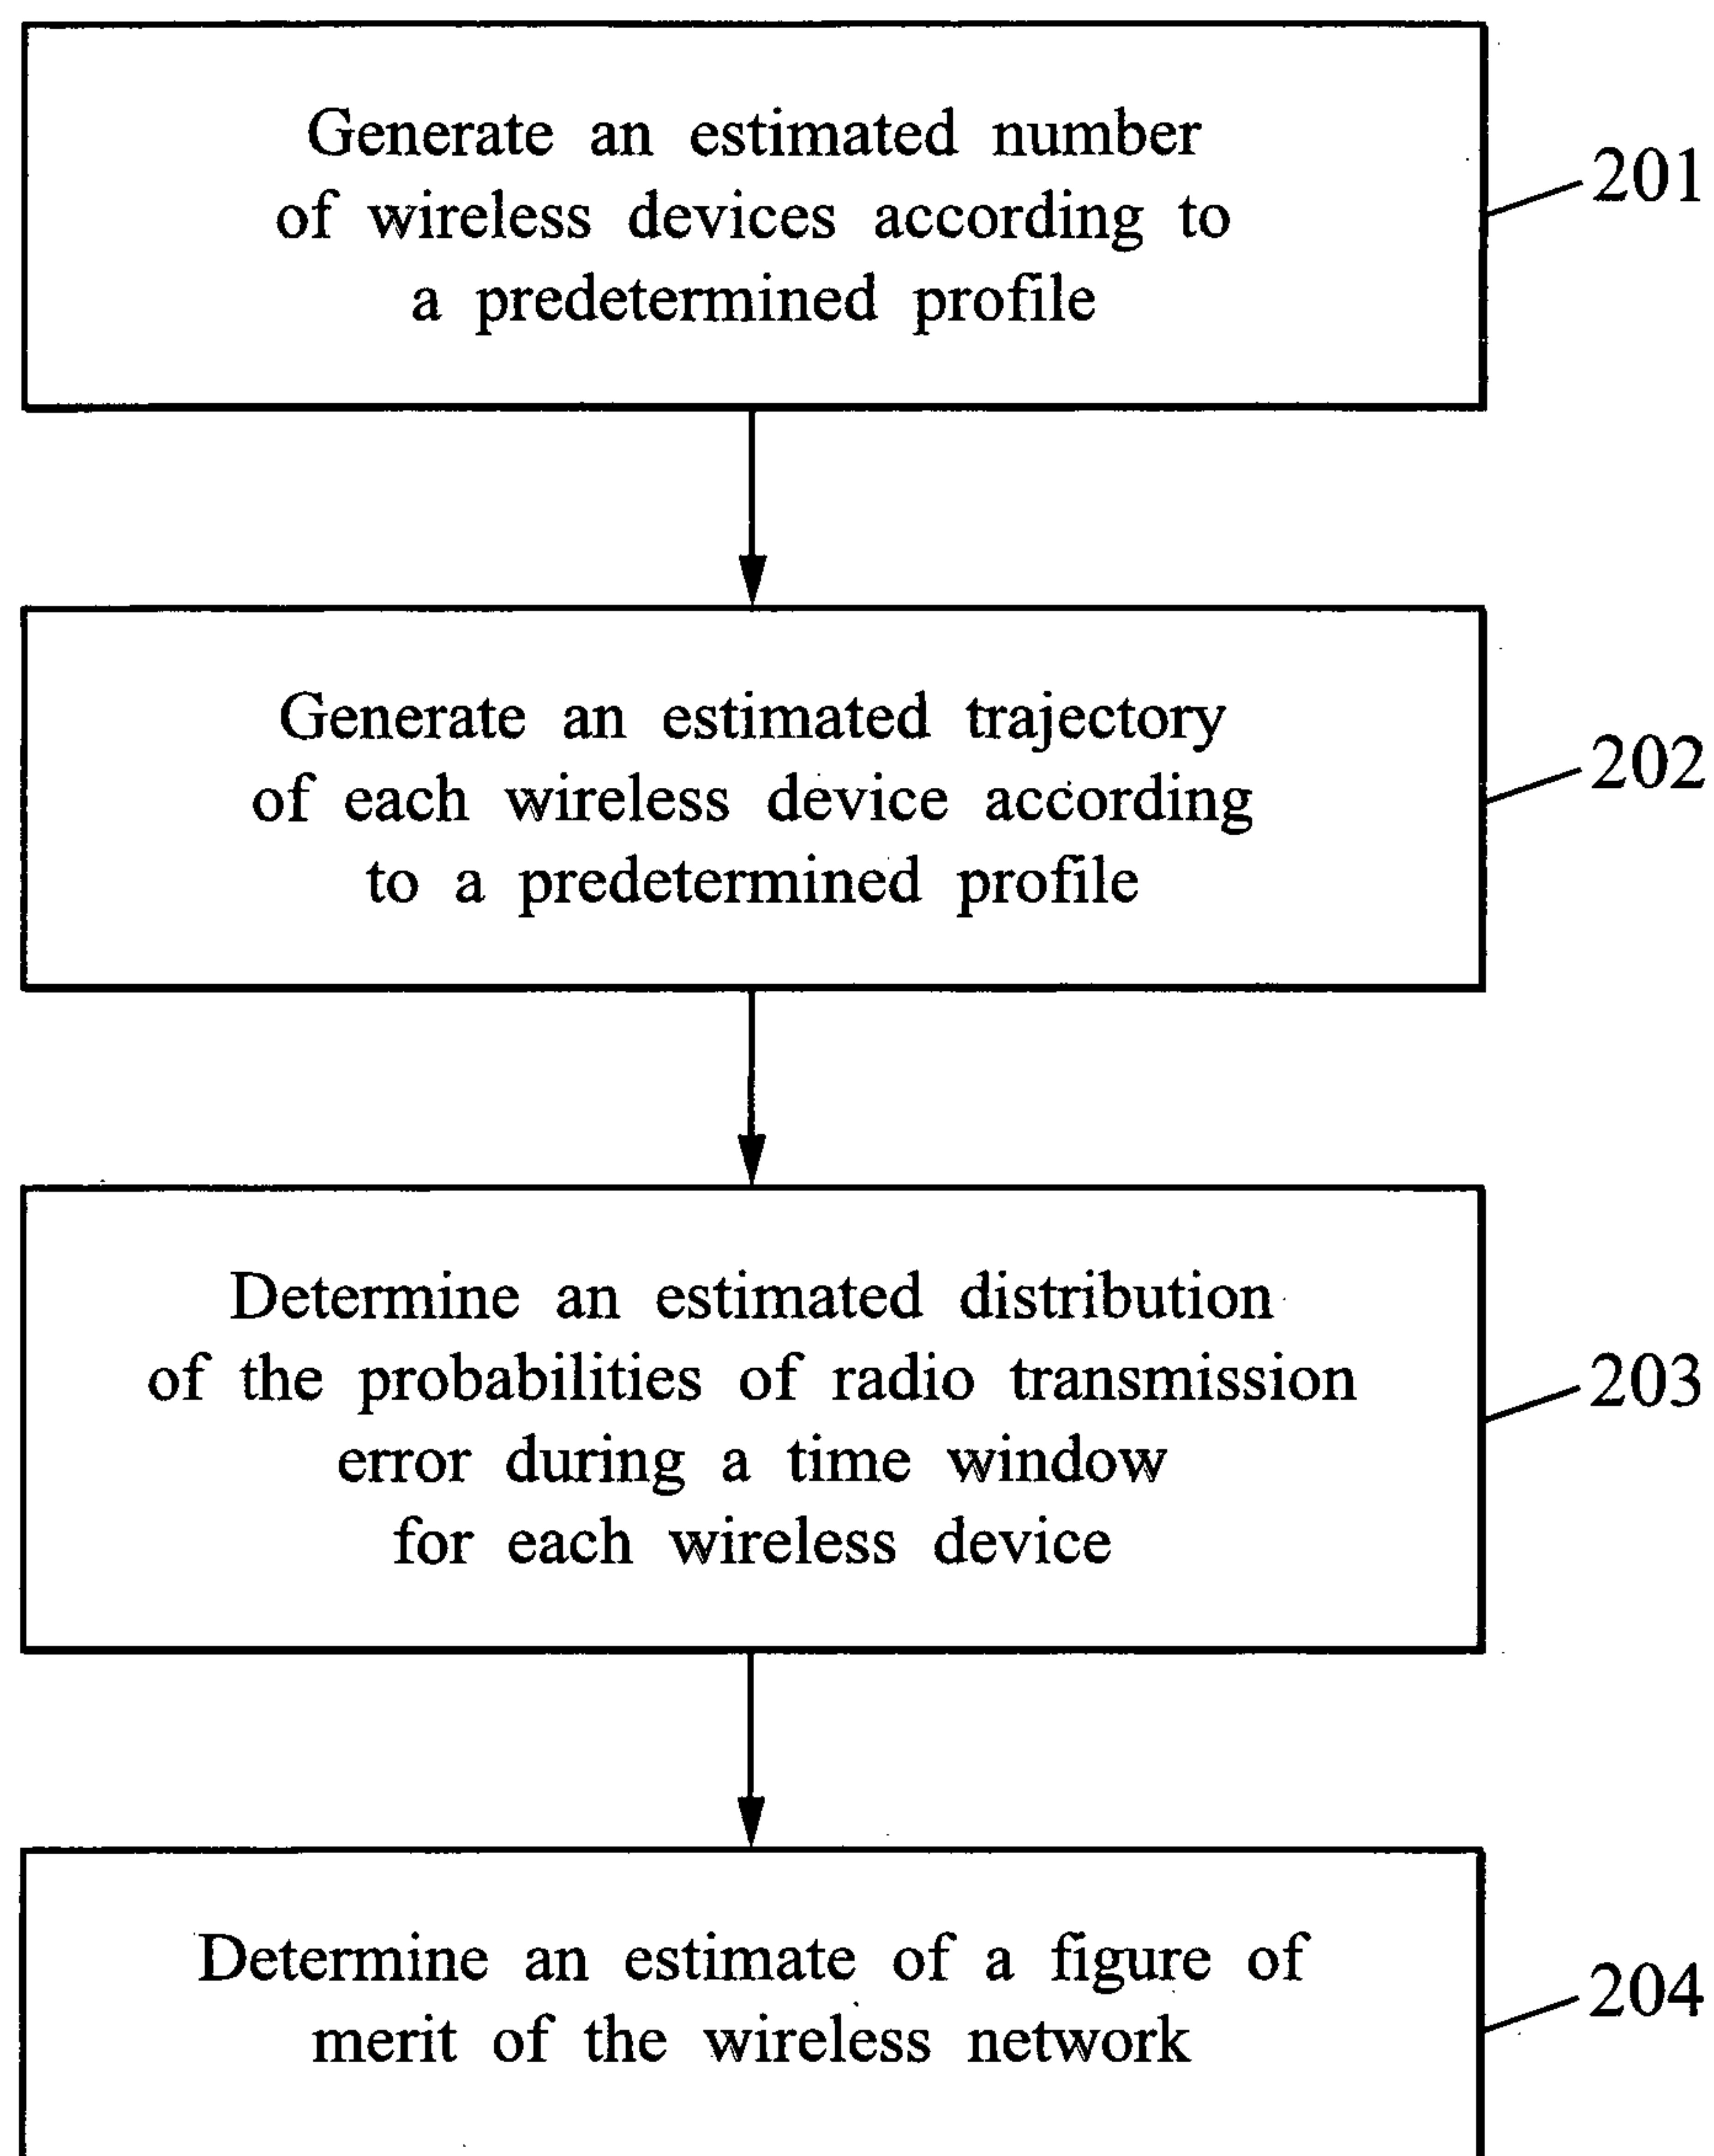 Generate an estimated number
of wireless devices according to
a predetermined profile
201
Generate an estimated trajectory
of each wireless device according
to a predetermined profile
202
Determine an estimated distribution
of the probabilities of radio transmission
error during a time window
for each wireless device
203
Determine an estimate of a figure of
merit of the wireless network
204